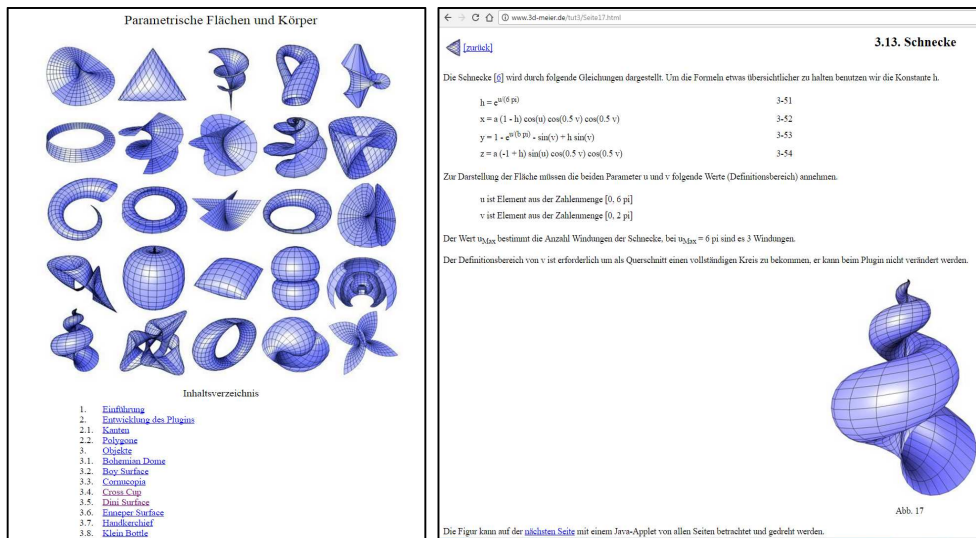 Parametrische Flächen und Körper
Inhaltsverzeichnis
1. Einführung
2. Entwicklung des Plugins
2.1. Kanten
2.2. Polygone
3. Objekte
3.1. Bohemian Dome
3.2. Boy Surface
3.3. Cornucopia
3.4. Cross Cup
3.5. Dini Surface
3.6. Enneper Surface
3.7. Handkerchief
3.8. Klein Bottle
www.3d-meier.de/tut3/Seite17.html
[zurück]
3.13. Schnecke
Die Schnecke [6] wird durch folgende Gleichungen dargestellt. Um die Formeln etwas übersichtlicher zu halten benutzen wir die Konstante h.
h = e^u/(6 pi) 3-51
x = a (1 - h) cos(u) cos(0.5 v) cos(0.5 v) 3-52
y = 1 - e^u/(b pi) - sin(v) + h sin(v) 3-53
z = a (-1 + h) sin(u) cos(0.5 v) cos(0.5 v) 3-54
Zur Darstellung der Fläche müssen die beiden Parameter u und v folgende Werte (Definitionsbereich) annehmen.
u ist Element aus der Zahlenmenge [0, 6 pi]
v ist Element aus der Zahlenmenge [0, 2 pi]
Der Wert uMax bestimmt die Anzahl Windungen der Schnecke, bei uMax = 6 pi sind es 3 Windungen.
Der Definitionsbereich von v ist erforderlich um als Querschnitt einen vollständigen Kreis zu bekommen, er kann beim Plugin nicht verändert werden.
Abb. 17
Die Figur kann auf der nächsten Seite mit einem Java-Applet von allen Seiten betrachtet und gedreht werden.